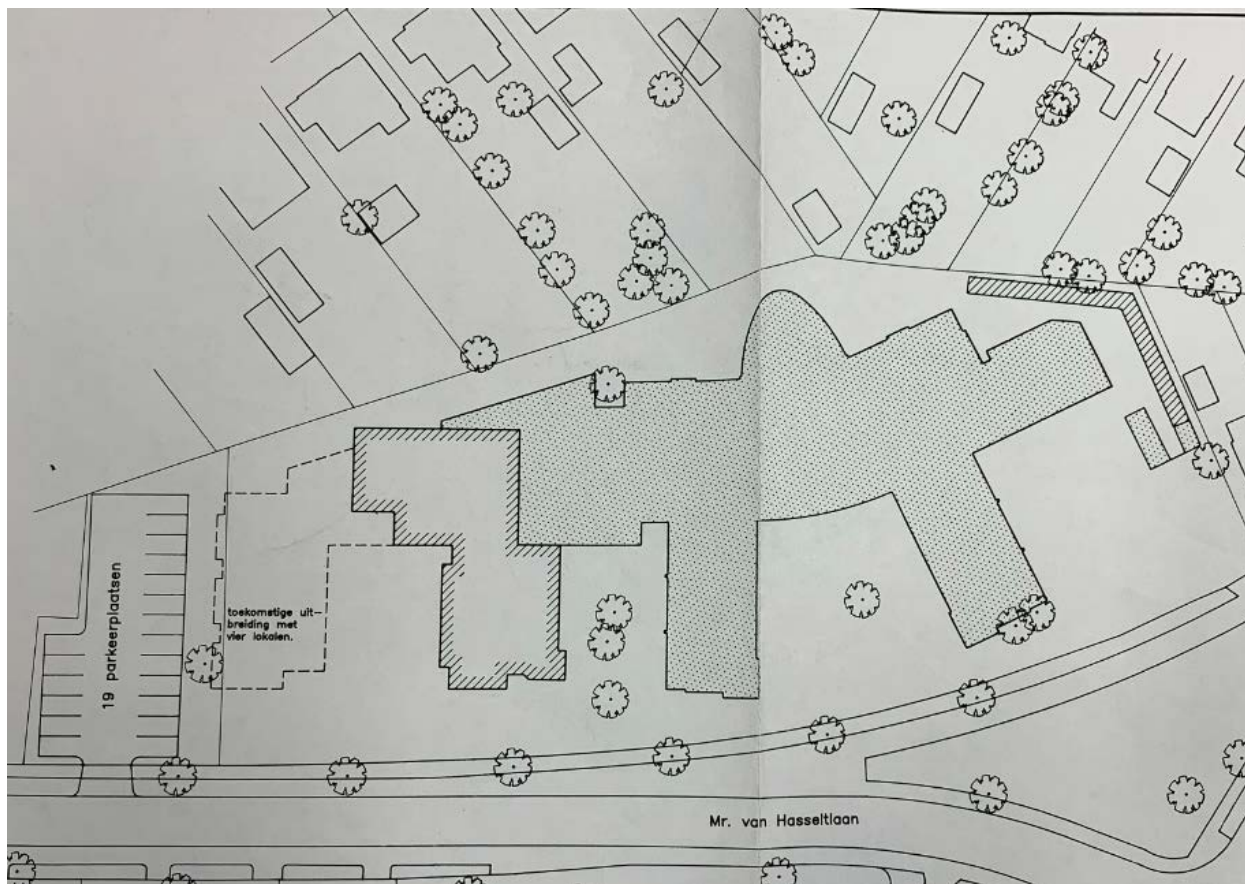 toekomstige uit-
breiding met
vier lokalen.
19 parkeerplaatsen
Mr. van Hasseltlaan